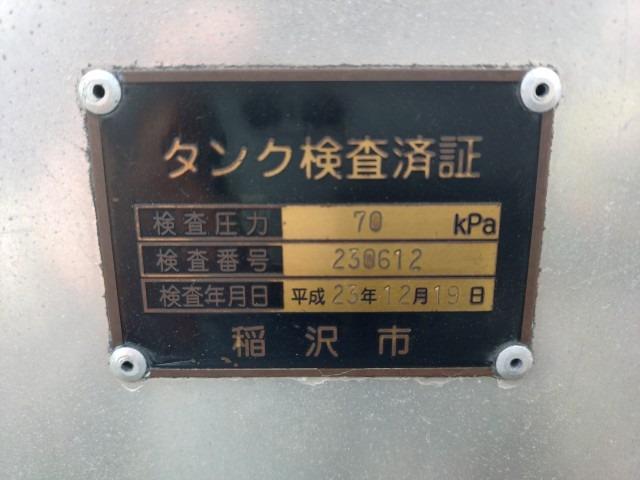 タンク検査済証
検査圧力 70 kPa
検査番号 230612
検査年月日 平成23年12月19日
稲沢市